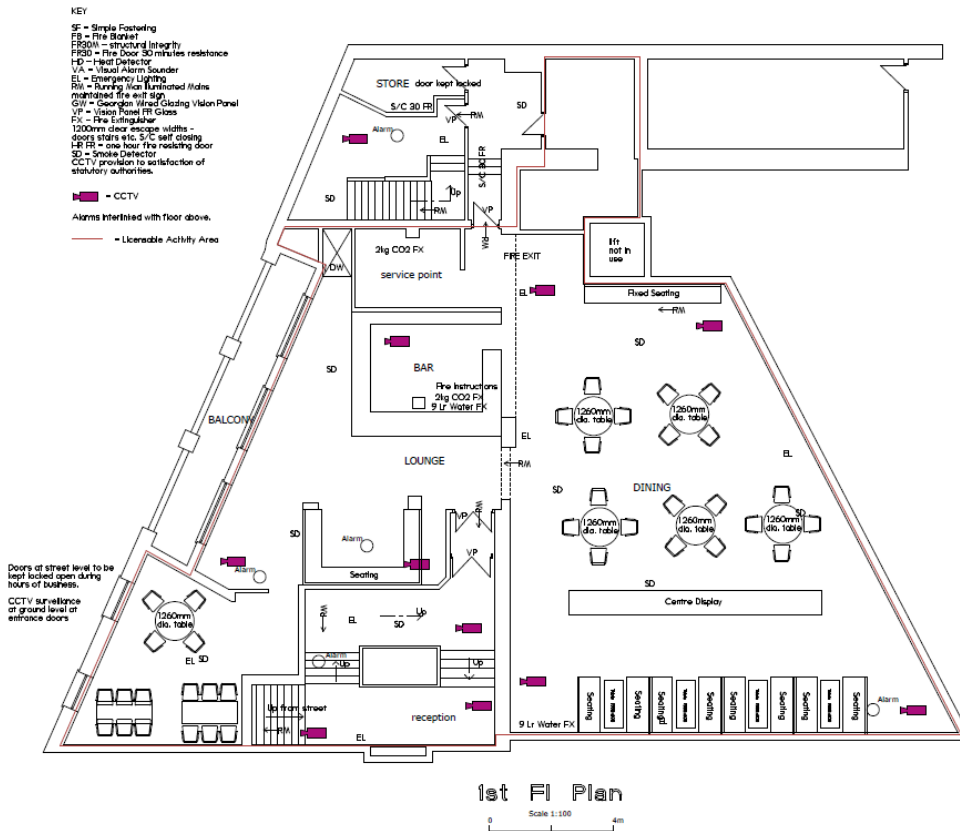 KEY
SF = Simple Fastening
FB = Fire Blanket
FR30M - structural integrity
FR30 = Fire Door 30 minutes resistance
HD - Heat Detector
VA = Visual Alarm Sounder
EL = Emergency Lighting
RM = Running Man Illuminated Mains
maintained fire exit sign
GW = Georgian Wired Glazing Vision Panel
VP = Vision Panel FR Glass
FX = Fire Extinguisher
1200mm clear escape widths -
doors stairs etc. S/C self closing
HR FR = one hour fire resisting door
SD = Smoke Detector
CCTV provision to satisfaction of
statutory authorities.
= CCTV
Alarms interlinked with floor above.
= Licensable Activity Area
STORE
door kept locked
S/C 30 FR
VP
RM
SD
Alarm
EL
S/C 30 FR
SD
Up
RM
VP
RM
2kg CO2 FX
FIRE EXIT
lift
not in
use
DW
service point
EL
Fixed Seating
RM
SD
SD
BAR
Fire Instructions
2kg CO2 FX
9 Lr Water FX
1260mm
dia. table
1260mm
dia. table
BALCONY
EL
EL
LOUNGE
RM
DINING
SD
RM
VP
SD
1260mm
dia. table
1260mm
dia. table
1260mm
dia. table
SD
Alarm
VP
Doors at street level to be
kept locked open during
hours of business.
CCTV surveillance
at ground level at
entrance doors
Alarm
Seating
SD
Centre Display
1260mm
dia. table
RM
EL
SD
Up
EL
SD
Alarm
Up
Up
Up from street
RM
reception
EL
9 Lr Water FX
Seating
Seating
Seating
Seating
Seating
Seating
Seating
Seating
Alarm
1st Fl Plan
Scale 1:100
0
4m